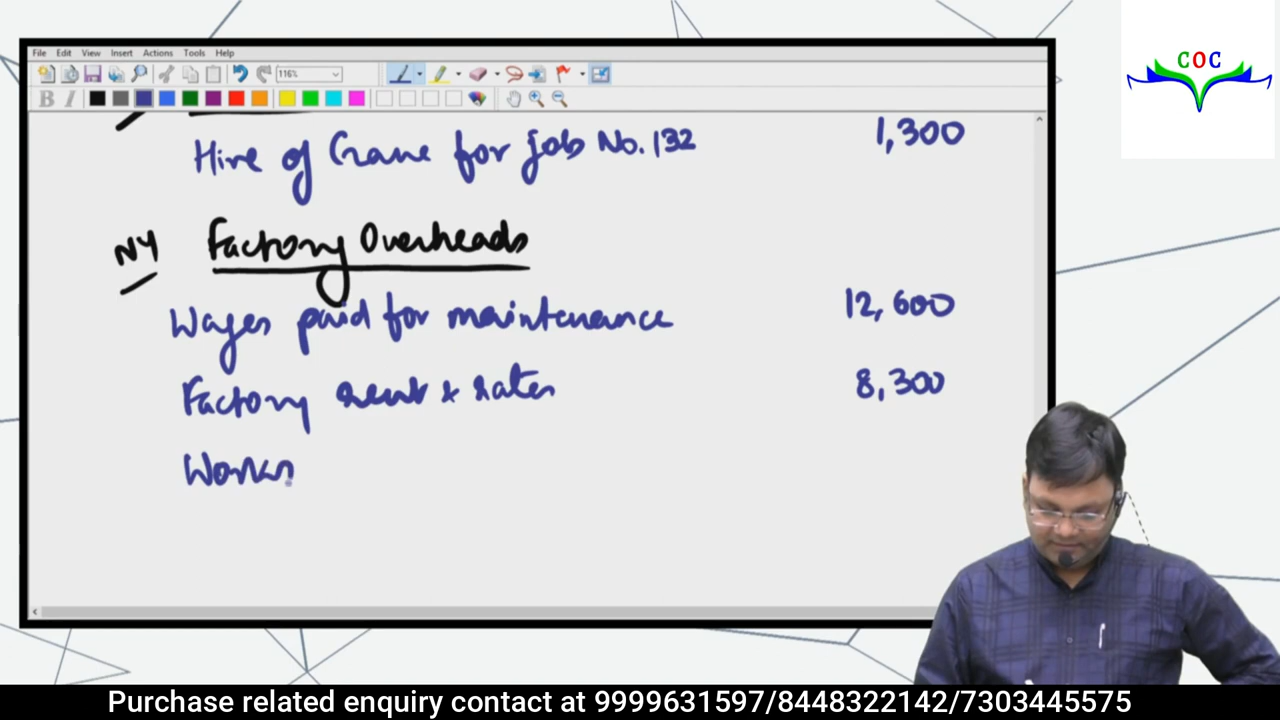 COC
File Edit View Insert Actions Tools Help
116%
B I
Hire of Crane for Job No. 132 1,300
N4 Factory Overheads
Wages paid for maintenance 12,600
Factory rent & rates 8,300
Works
Purchase related enquiry contact at 9999631597/8448322142/7303445575